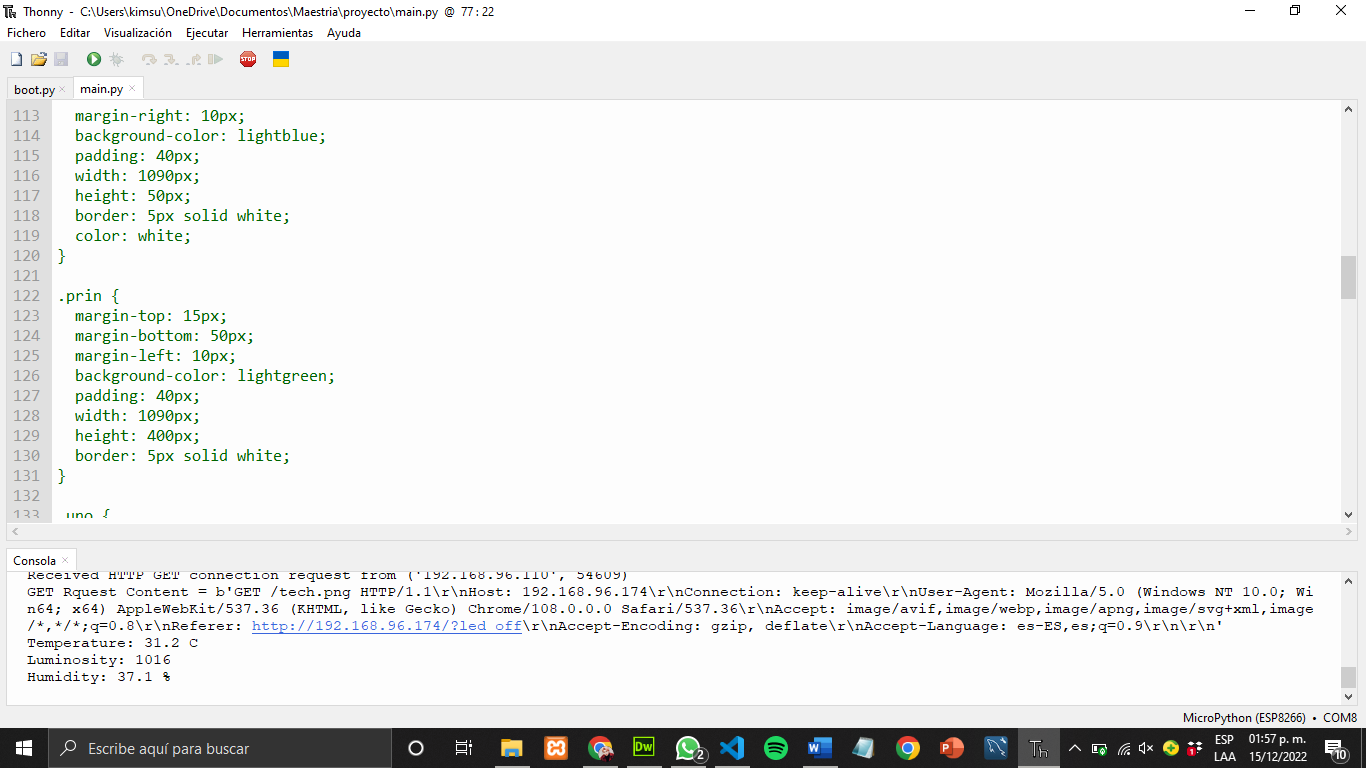 Thonny - C:\Users\kimsu\OneDrive\Documentos\Maestria\proyecto\main.py @ 77:22
Fichero Editar Visualización Ejecutar Herramientas Ayuda
STOP
boot.py × main.py ×
113 margin-right: 10px;
114 background-color: lightblue;
115 padding: 40px;
116 width: 1090px;
117 height: 50px;
118 border: 5px solid white;
119 color: white;
120 }
121
122 .prin {
123 margin-top: 15px;
124 margin-bottom: 50px;
125 margin-left: 10px;
126 background-color: lightgreen;
127 padding: 40px;
128 width: 1090px;
129 height: 400px;
130 border: 5px solid white;
131 }
132
133 .uno {
Consola ×
Received HTTP GET connection request from ('192.168.96.110', 54609)
GET Rquest Content = b'GET /tech.png HTTP/1.1\r\nHost: 192.168.96.174\r\nConnection: keep-alive\r\nUser-Agent: Mozilla/5.0 (Windows NT 10.0; Wi
n64; x64) AppleWebKit/537.36 (KHTML, like Gecko) Chrome/108.0.0.0 Safari/537.36\r\nAccept: image/avif,image/webp,image/apng,image/svg+xml,image
/*,*/*;q=0.8\r\nReferer: http://192.168.96.174/?led_off\r\nAccept-Encoding: gzip, deflate\r\nAccept-Language: es-ES,es;q=0.9\r\n\r\n'
Temperature: 31.2 C
Luminosity: 1016
Humidity: 37.1 %
MicroPython (ESP8266) • COM8
Escribe aquí para buscar
Dw
2
Th
1
ESP
LAA
01:57 p. m.
15/12/2022
10